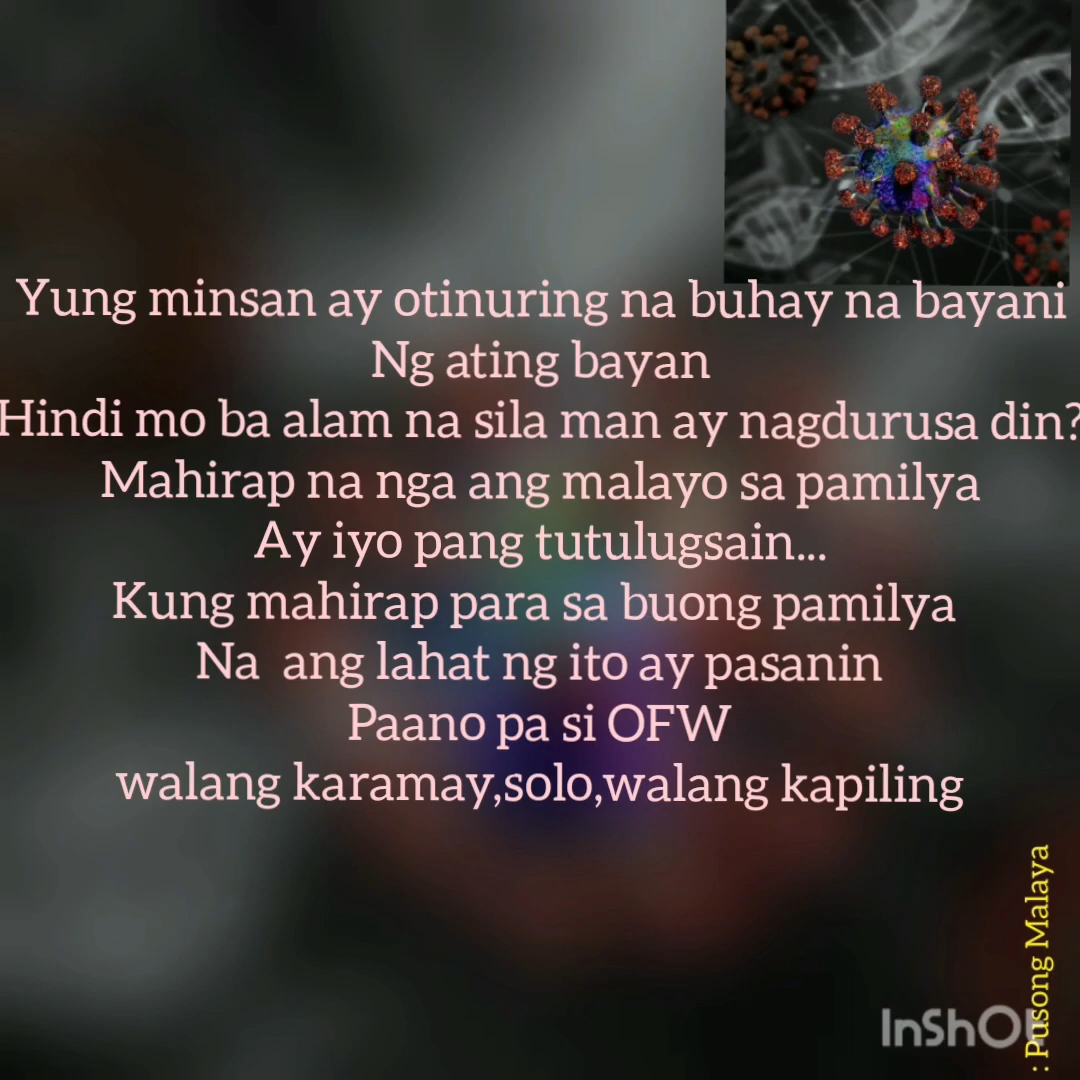 Yung minsan ay otinuring na buhay na bayani
Ng ating bayan
Hindi mo ba alam na sila man ay nagdurusa din?
Mahirap na nga ang malayo sa pamilya
Ay iyo pang tutulugsain...
Kung mahirap para sa buong pamilya
Na ang lahat ng ito ay pasanin
Paano pa si OFW
walang karamay,solo,walang kapiling
: Pusong Malaya
InShOt